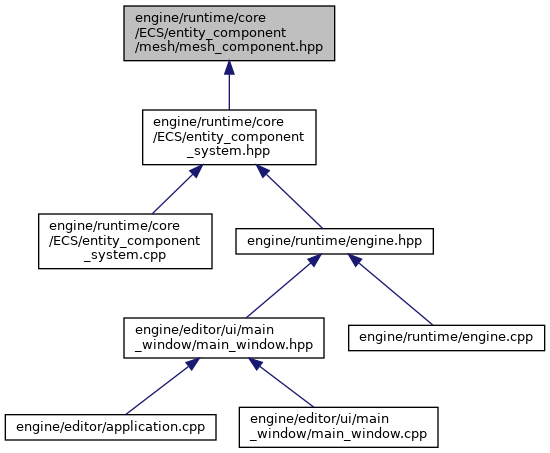 engine/runtime/core
/ECS/entity_component
/mesh/mesh_component.hpp
engine/runtime/core
/ECS/entity_component
_system.hpp
engine/runtime/core
/ECS/entity_component
_system.cpp
engine/runtime/engine.hpp
engine/editor/ui/main
_window/main_window.hpp
engine/runtime/engine.cpp
engine/editor/application.cpp
engine/editor/ui/main
_window/main_window.cpp